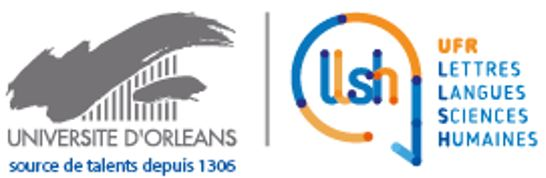 UNIVERSITE D'ORLEANS
source de talents depuis 1306
llsh
UFR
LETTRES
LANGUES
SCIENCES
HUMAINES